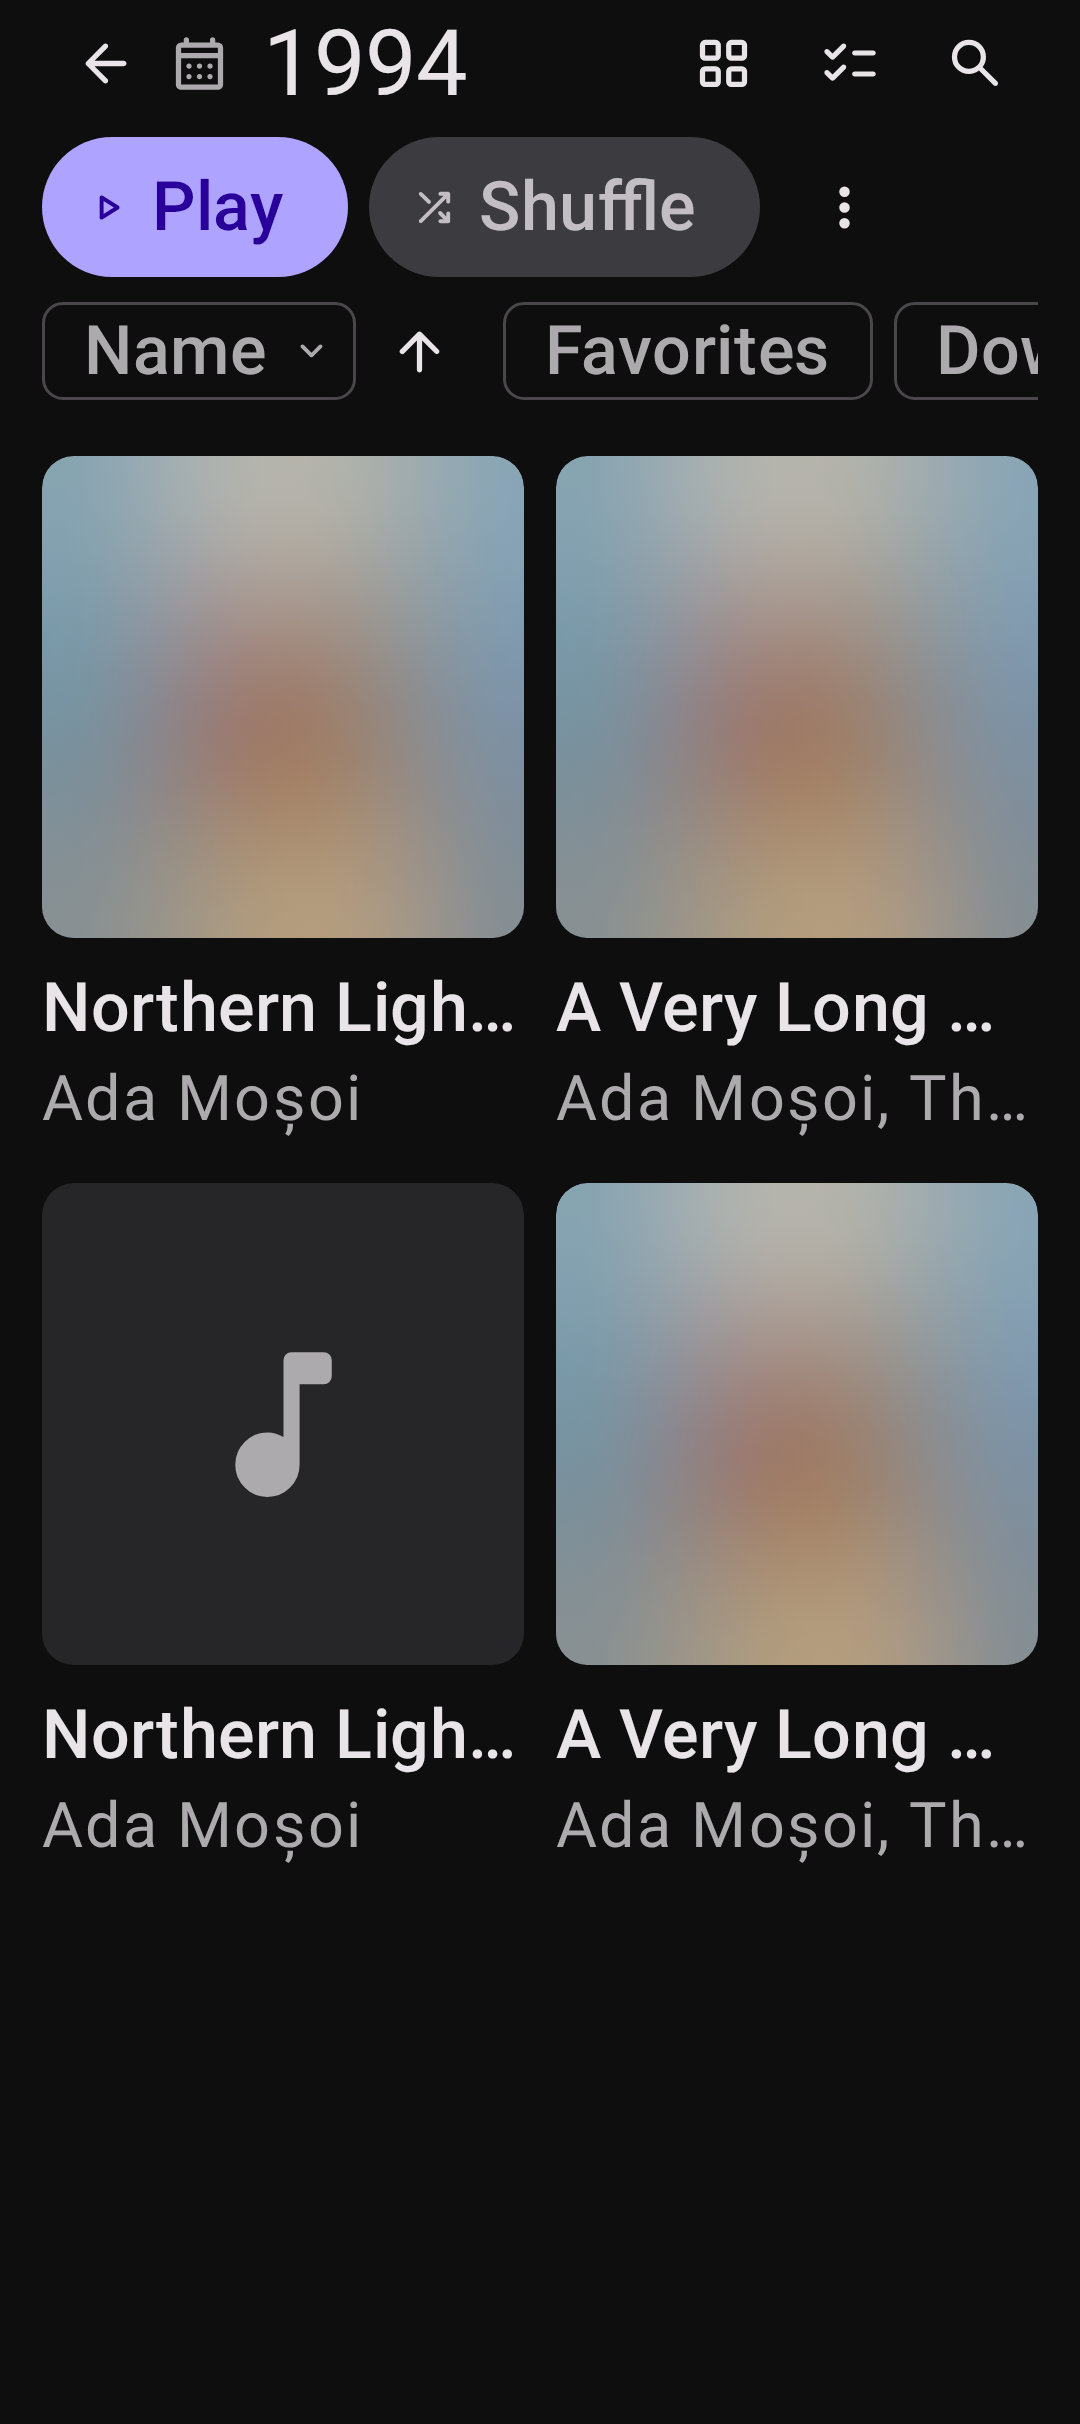 1994
Play
Shuffle
Name
Favorites
Dov
Northern Ligh…
A Very Long …
Ada Moșoi
Ada Moșoi, Th…
Northern Ligh…
A Very Long …
Ada Moșoi
Ada Moșoi, Th…